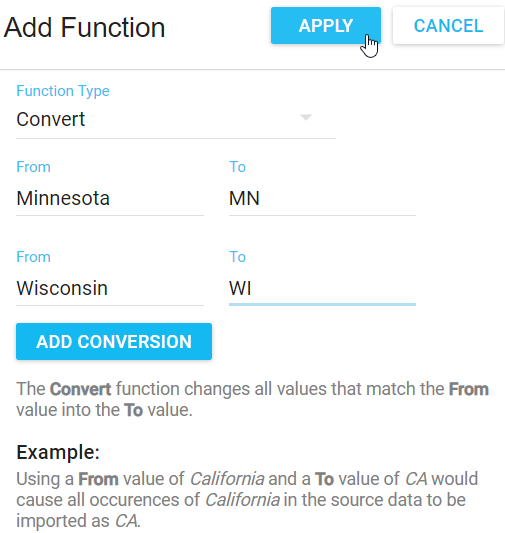 Add Function
APPLY
CANCEL
Function Type
Convert
From To
Minnesota MN
From To
Wisconsin WI
ADD CONVERSION
The Convert function changes all values that match the From
value into the To value.
Example:
Using a From value of California and a To value of CA would
cause all occurences of California in the source data to be
imported as CA.